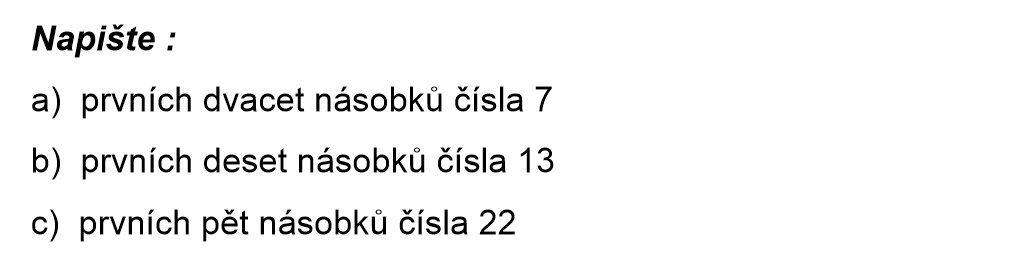 Napište :
a) prvních dvacet násobků čísla 7
b) prvních deset násobků čísla 13
c) prvních pět násobků čísla 22